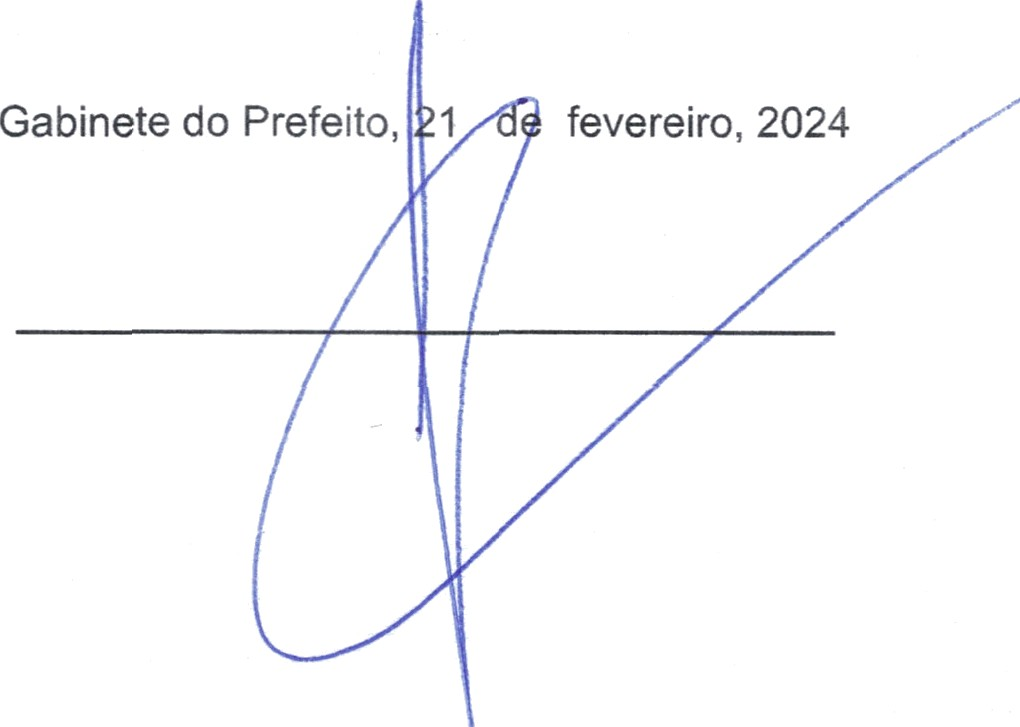 Gabinete do Prefeito, 21 de fevereiro, 2024